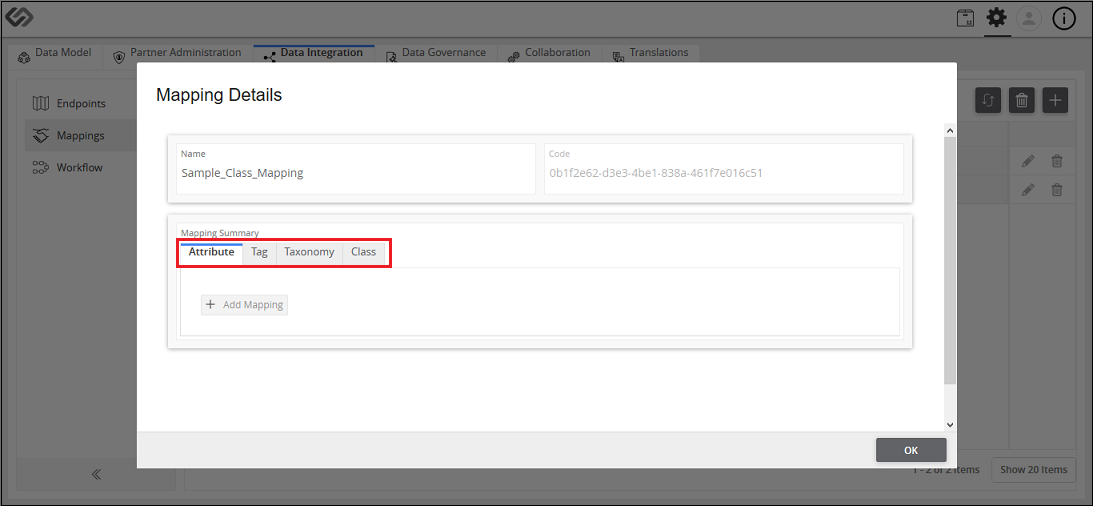 Data Model
Partner Administration
Data Integration
Data Governance
Collaboration
Translations
Endpoints
Mappings
Workflow
Mapping Details
Name
Sample_Class_Mapping
Code
0b1f2e62-d3e3-4be1-838a-461f7e016c51
Mapping Summary
Attribute
Tag
Taxonomy
Class
+ Add Mapping
OK
1 - 2 of 2 Items
Show 20 Items